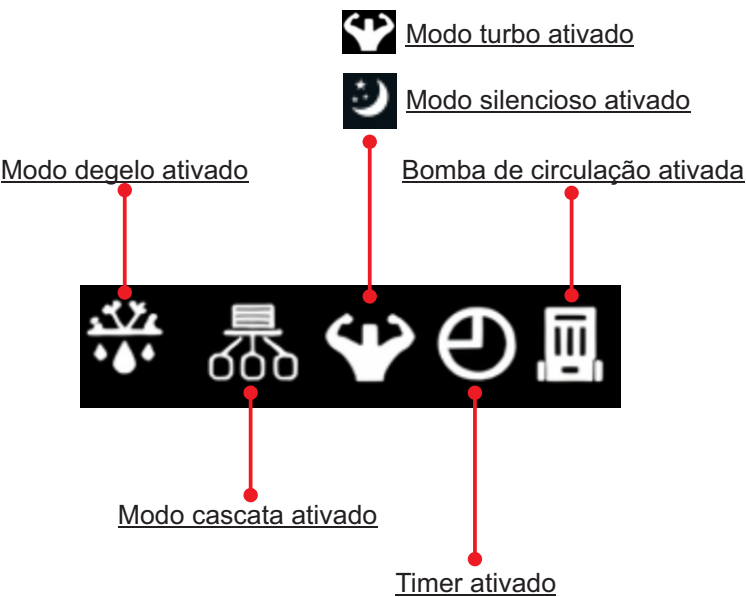 Modo turbo ativado
Modo silencioso ativado
Modo degelo ativado
Bomba de circulação ativada
Modo cascata ativado
Timer ativado